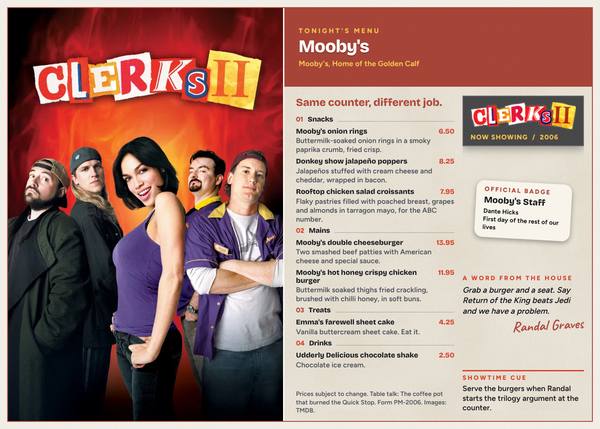 CLERKS II
TONIGHT'S MENU
Mooby's
Mooby's, Home of the Golden Calf
Same counter, different job.
01 Snacks
Mooby's onion rings 6.50
Buttermilk-soaked onion rings in a smoky
paprika crumb, fried crisp.
Donkey show jalapeño poppers 8.25
Jalapeños stuffed with cream cheese and
cheddar, wrapped in bacon.
Rooftop chicken salad croissants 7.95
Flaky pastries filled with poached breast, grapes
and almonds in tarragon mayo, for the ABC
number.
02 Mains
Mooby's double cheeseburger 13.95
Two smashed beef patties with American
cheese and special sauce.
Mooby's hot honey crispy chicken
burger 11.95
Buttermilk soaked thighs fried crackling,
brushed with chilli honey, in soft buns.
03 Treats
Emma's farewell sheet cake 4.25
Vanilla buttercream sheet cake. Eat it.
04 Drinks
Udderly Delicious chocolate shake 2.50
Chocolate ice cream.
Prices subject to change. Table talk: The coffee pot
that burned the Quick Stop. Form PM-2006. Images:
TMDB.
CLERKS II
NOW SHOWING / 2006
OFFICIAL BADGE
Mooby's Staff
Dante Hicks
First day of the rest of our
lives
A WORD FROM THE HOUSE
Grab a burger and a seat. Say
Return of the King beats Jedi
and we have a problem.
Randal Graves
SHOWTIME CUE
Serve the burgers when Randal
starts the trilogy argument at the
counter.